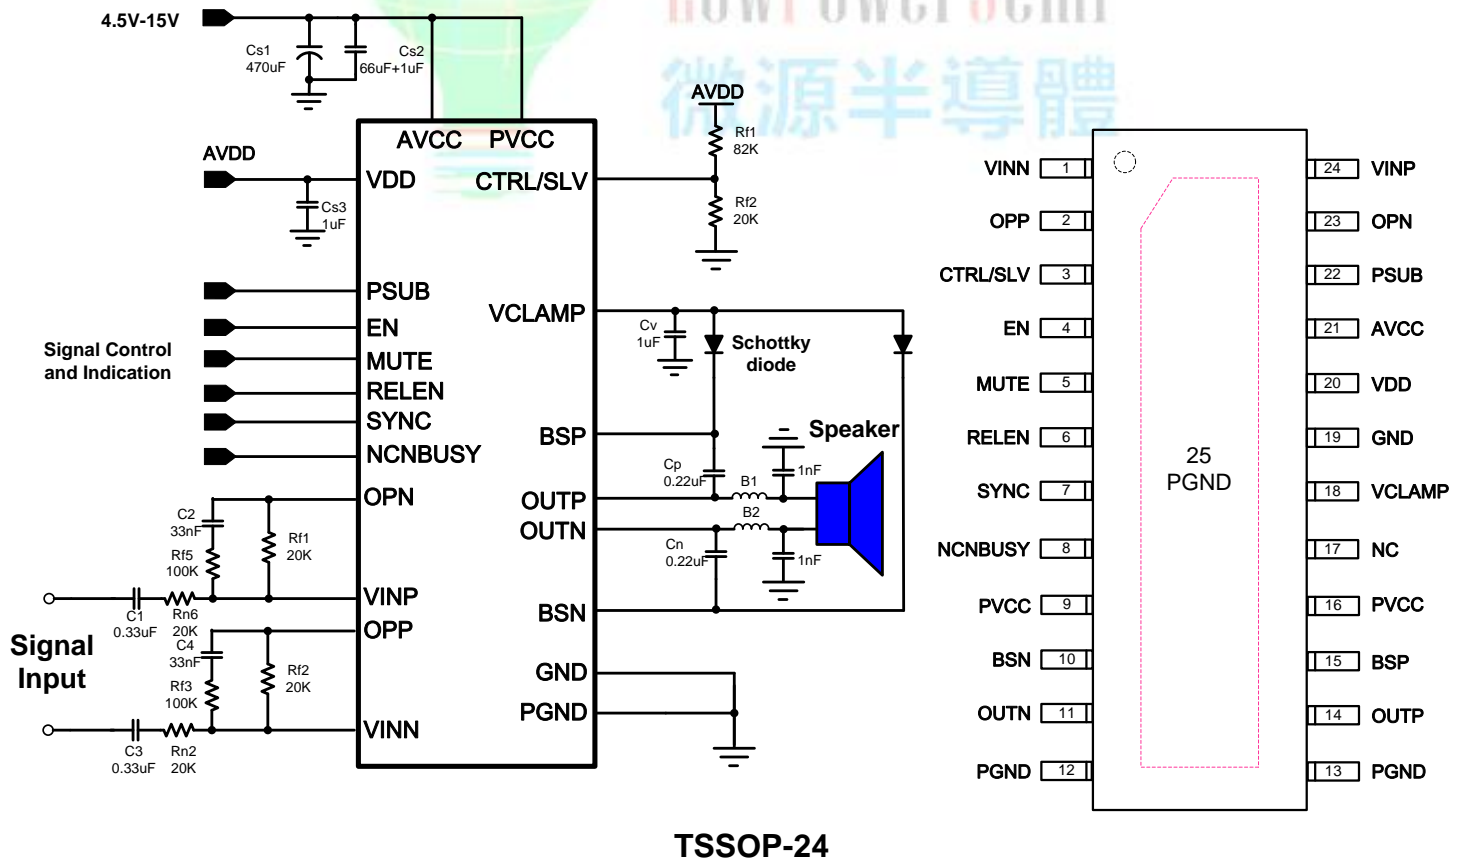 HowPowerSemi
微源半導體
4.5V-15V
Cs1
470uF
Cs2
66uF+1uF
AVDD
Cs3
1uF
AVCC PVCC
VDD
CTRL/SLV
AVDD
Rf1
82K
Rf2
20K
Signal Control
and Indication
PSUB
EN
MUTE
RELEN
SYNC
NCNBUSY
VCLAMP
Cv
1uF
Schottky
diode
BSP
Cp
0.22uF
B1
1nF
Speaker
OUTP
OUTN
B2
Cn
0.22uF
1nF
BSN
GND
PGND
OPN
C2
33nF
Rf5
100K
Rf1
20K
VINP
C1
0.33uF
Rn6
20K
Signal
Input
OPP
C4
33nF
Rf3
100K
Rf2
20K
VINN
C3
0.33uF
Rn2
20K
VINN 1
OPP 2
CTRL/SLV 3
EN 4
MUTE 5
RELEN 6
SYNC 7
NCNBUSY 8
PVCC 9
BSN 10
OUTN 11
PGND 12
25
PGND
24 VINP
23 OPN
22 PSUB
21 AVCC
20 VDD
19 GND
18 VCLAMP
17 NC
16 PVCC
15 BSP
14 OUTP
13 PGND
TSSOP-24